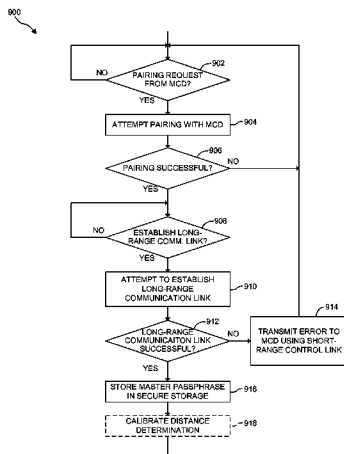 900
902
NO
PAIRING REQUEST
FROM MCD?
YES
ATTEMPT PAIRING WITH MCD
904
906
PAIRING SUCCESSFUL?
NO
YES
908
NO
ESTABLISH LONG-
RANGE COMM. LINK?
YES
ATTEMPT TO ESTABLISH
LONG-RANGE
COMMUNICATION LINK
910
912
LONG-RANGE
COMMUNICAITON LINK
SUCCESSFUL?
NO
914
TRANSMIT ERROR TO
MCD USING SHORT-
RANGE CONTROL LINK
YES
STORE MASTER PASSPHRASE
IN SECURE STORAGE
916
CALIBRATE DISTANCE
DETERMINATION
918